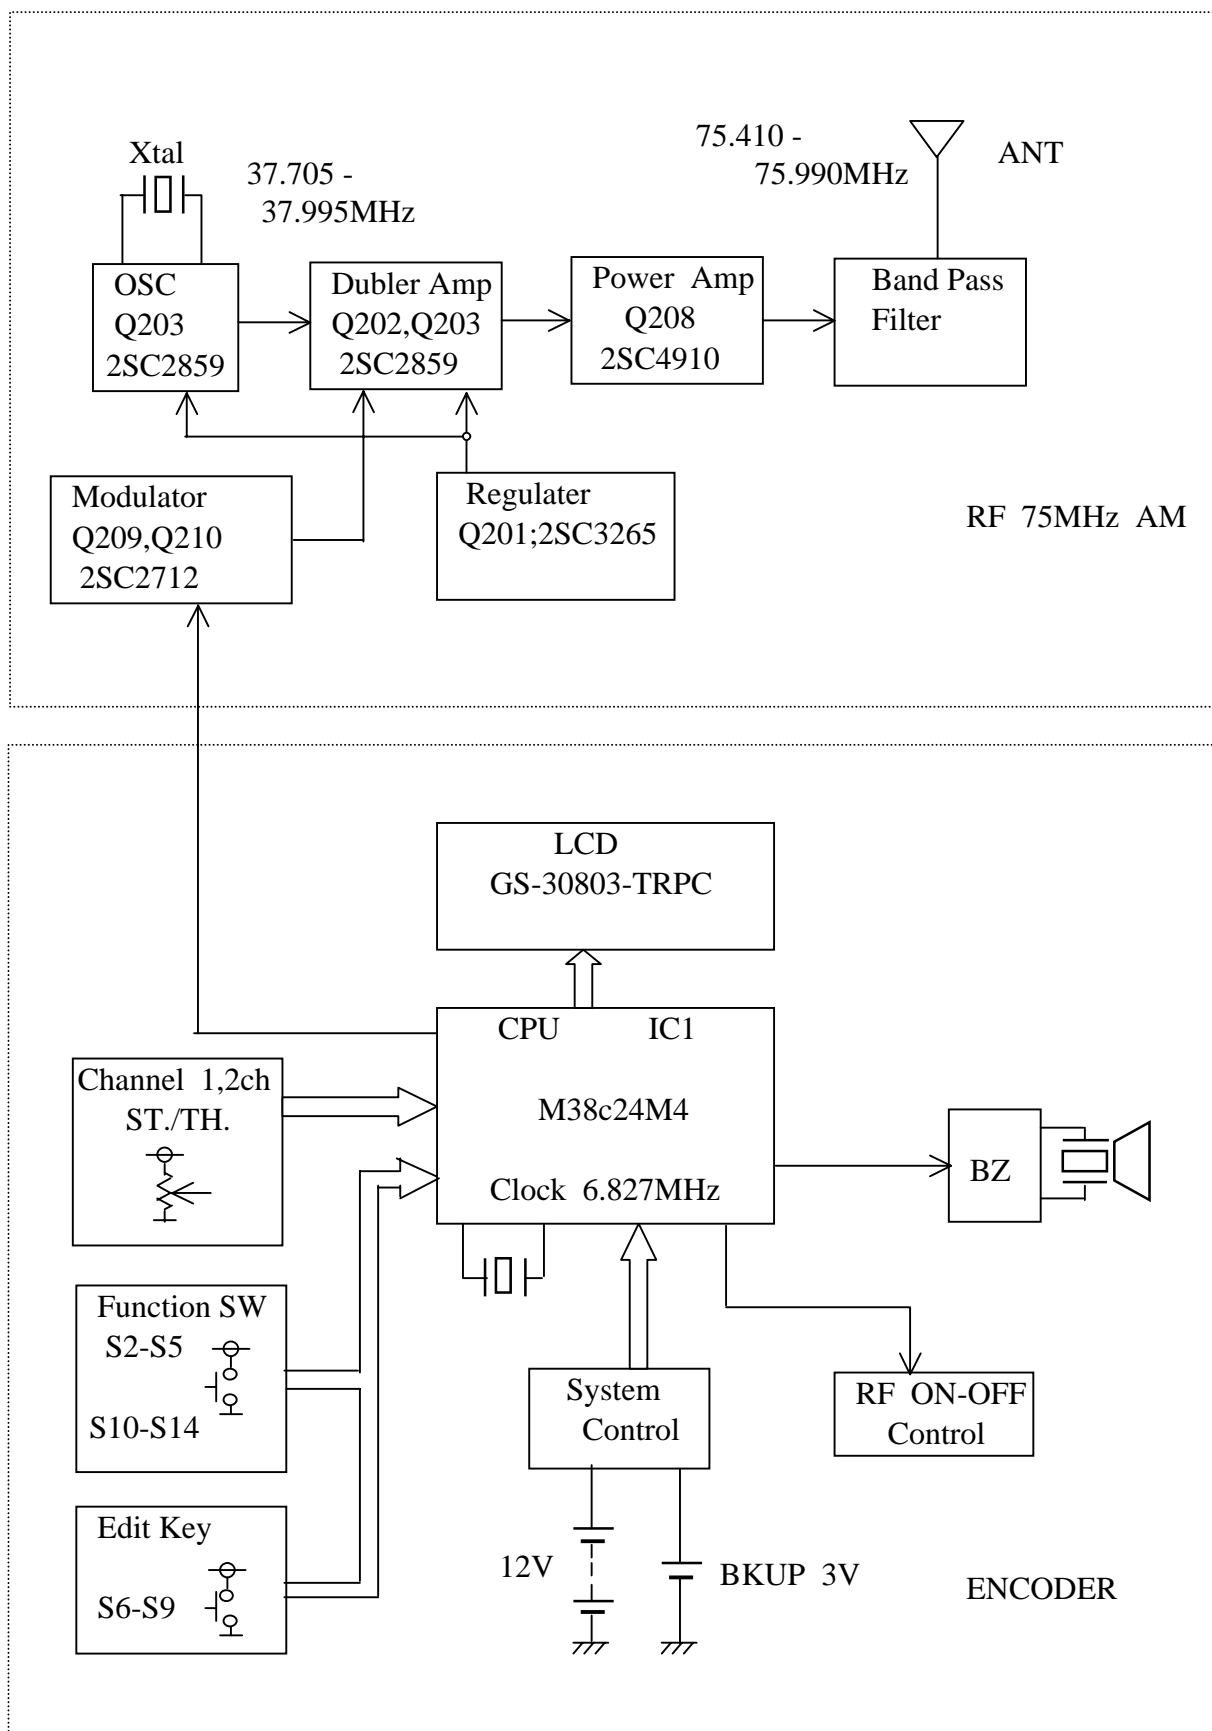 Xtal
37.705 -
37.995MHz
75.410 -
75.990MHz
ANT
OSC
Q203
2SC2859
Dubler Amp
Q202,Q203
2SC2859
Power Amp
Q208
2SC4910
Band Pass
Filter
Modulator
Q209,Q210
2SC2712
Regulater
Q201;2SC3265
RF 75MHz AM
LCD
GS-30803-TRPC
CPU IC1
M38c24M4
Clock 6.827MHz
Channel 1,2ch
ST./TH.
BZ
Function SW
S2-S5
S10-S14
System
Control
RF ON-OFF
Control
Edit Key
S6-S9
12V
BKUP 3V
ENCODER